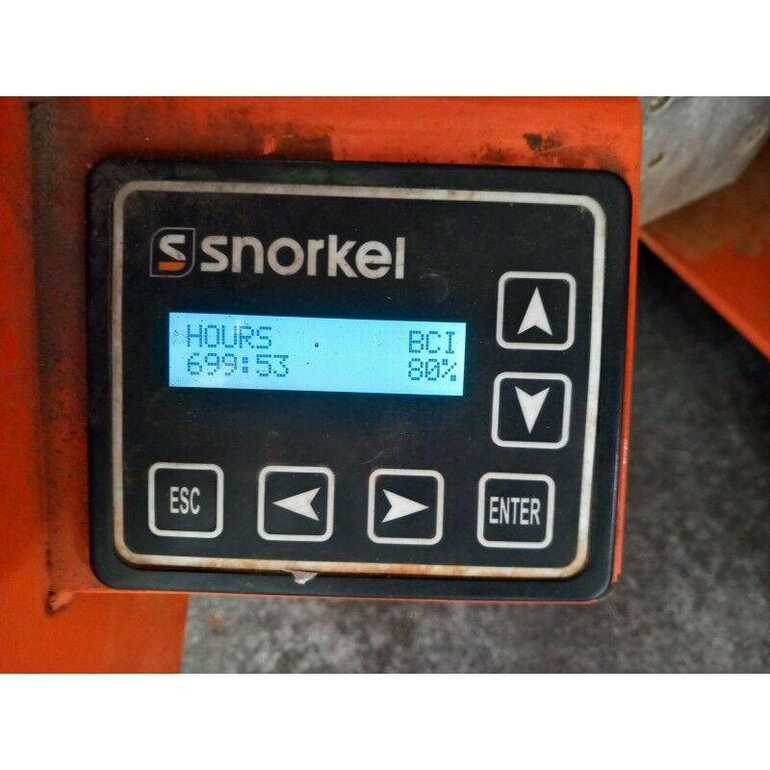 snorkel
HOURS BCI
699:53 80%
ESC ENTER